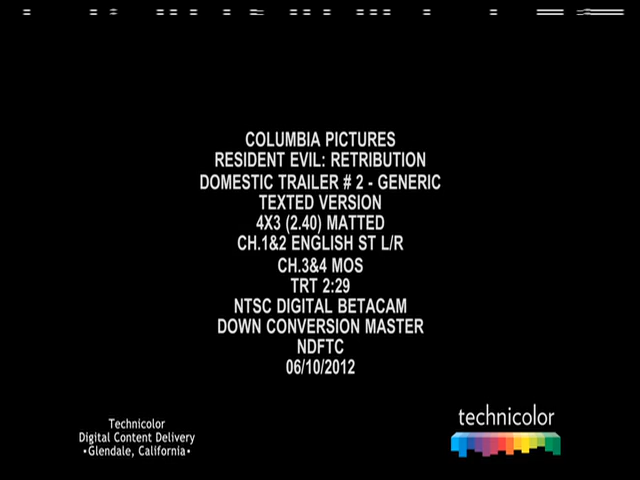 COLUMBIA PICTURES
RESIDENT EVIL: RETRIBUTION
DOMESTIC TRAILER # 2 - GENERIC
TEXTED VERSION
4X3 (2.40) MATTED
CH.1&2 ENGLISH ST L/R
CH.3&4 MOS
TRT 2:29
NTSC DIGITAL BETACAM
DOWN CONVERSION MASTER
NDFTC
06/10/2012
Technicolor
Digital Content Delivery
•Glendale, California•
technicolor